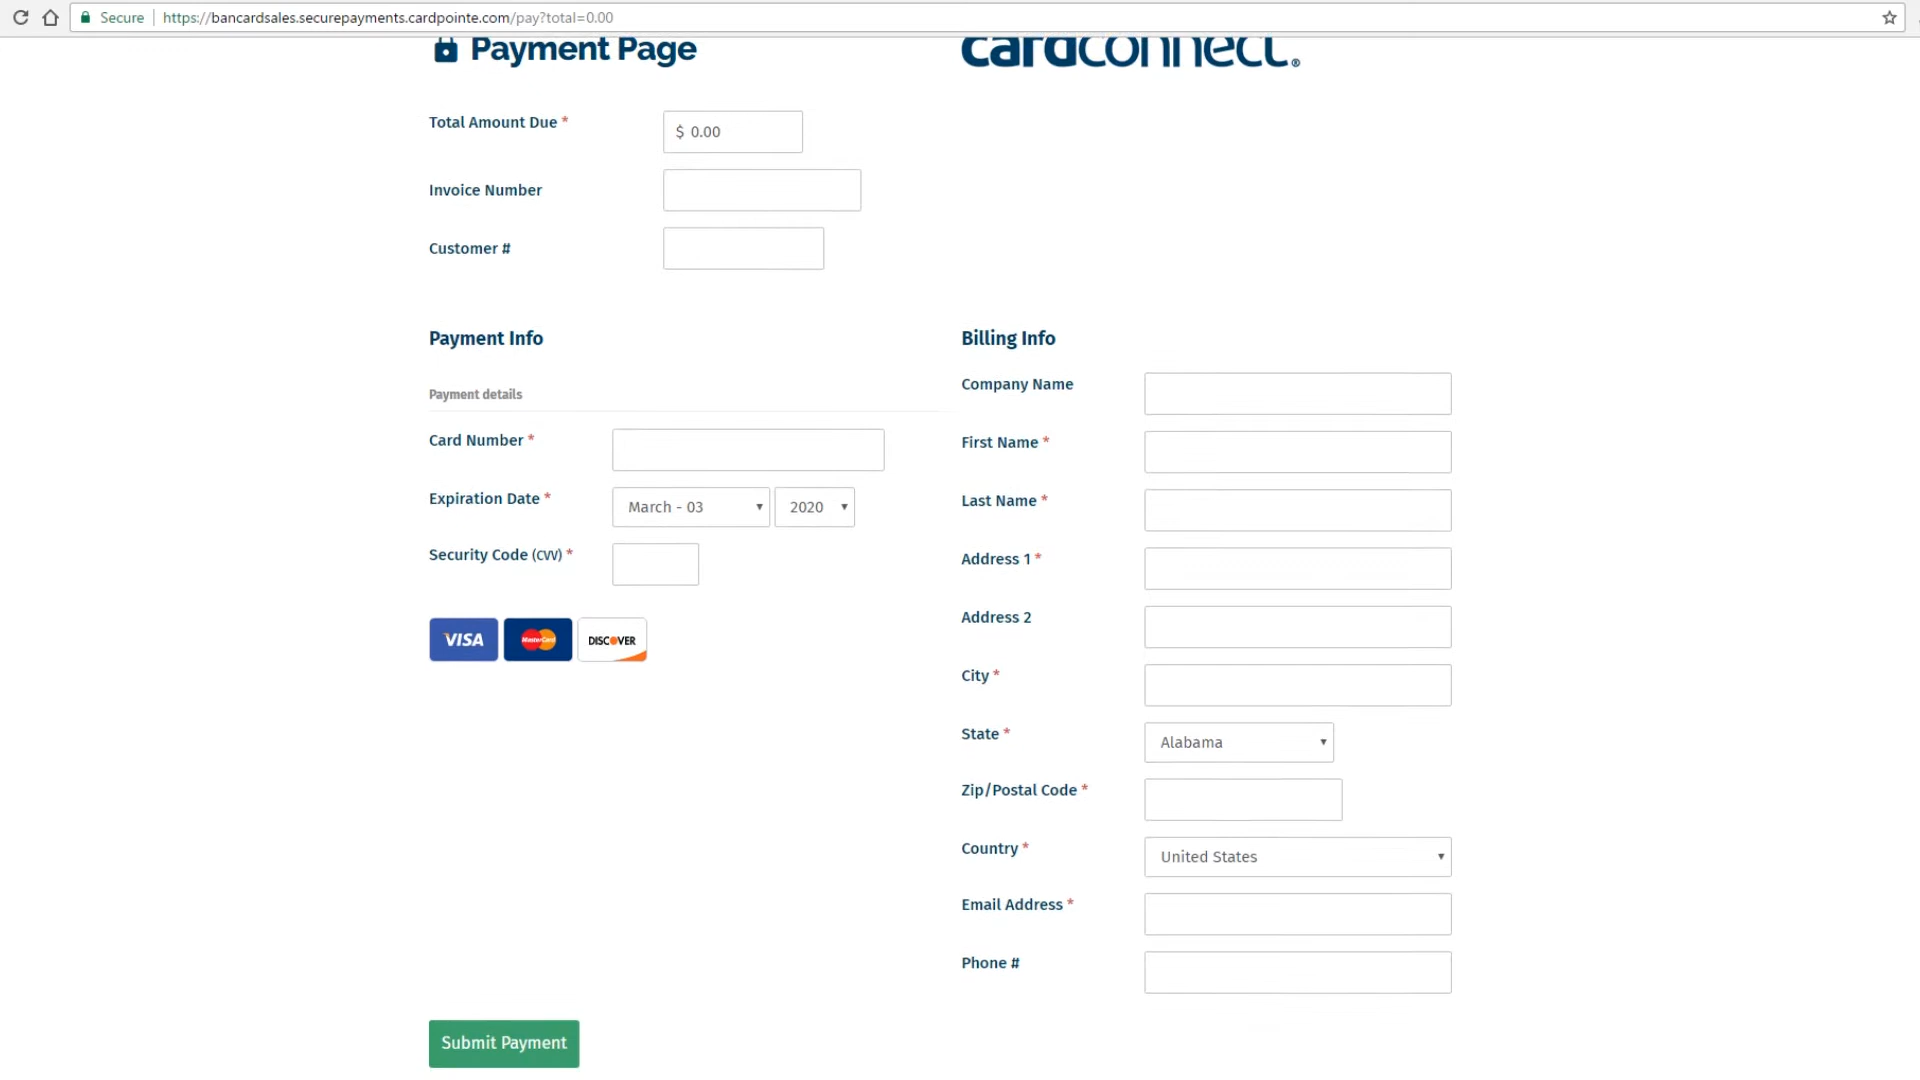 Secure https://bancardsales.securepayments.cardpointe.com/pay?total=0.00
Payment Page
cardconnect.®
Total Amount Due *
$ 0.00
Invoice Number
Customer #
Payment Info
Payment details
Card Number *
Expiration Date *
March - 03
2020
Security Code (CVV) *
VISA
MasterCard
DISCOVER
Billing Info
Company Name
First Name *
Last Name *
Address 1 *
Address 2
City *
State *
Alabama
Zip/Postal Code *
Country *
United States
Email Address *
Phone #
Submit Payment